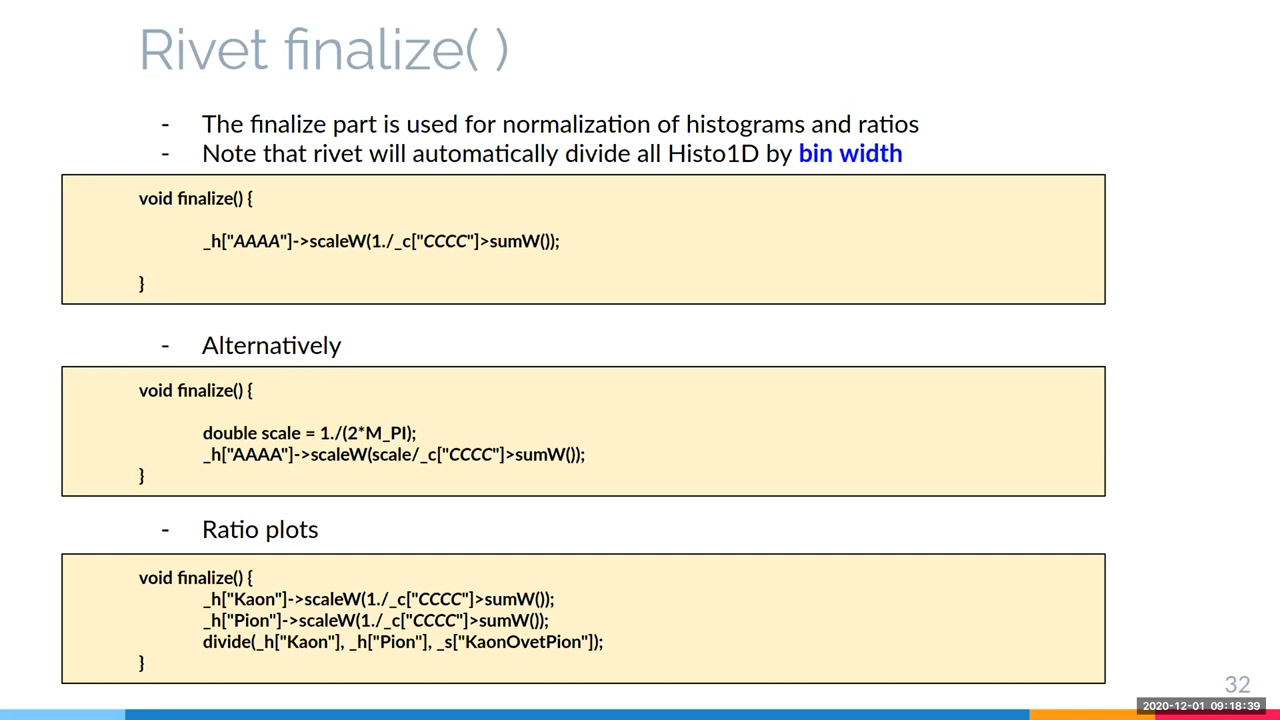 Rivet finalize( )
- The finalize part is used for normalization of histograms and ratios
- Note that rivet will automatically divide all Histo1D by bin width
void finalize() {
_h["AAAA"]->scaleW(1./_c["CCCC"]>sumW());
}
- Alternatively
void finalize() {
double scale = 1./(2*M_PI);
_h["AAAA"]->scaleW(scale/_c["CCCC"]>sumW());
}
- Ratio plots
void finalize() {
_h["Kaon"]->scaleW(1./_c["CCCC"]>sumW());
_h["Pion"]->scaleW(1./_c["CCCC"]>sumW());
divide(_h["Kaon"], _h["Pion"], _s["KaonOvetPion"]);
}
32
2020-12-01 09:18:39